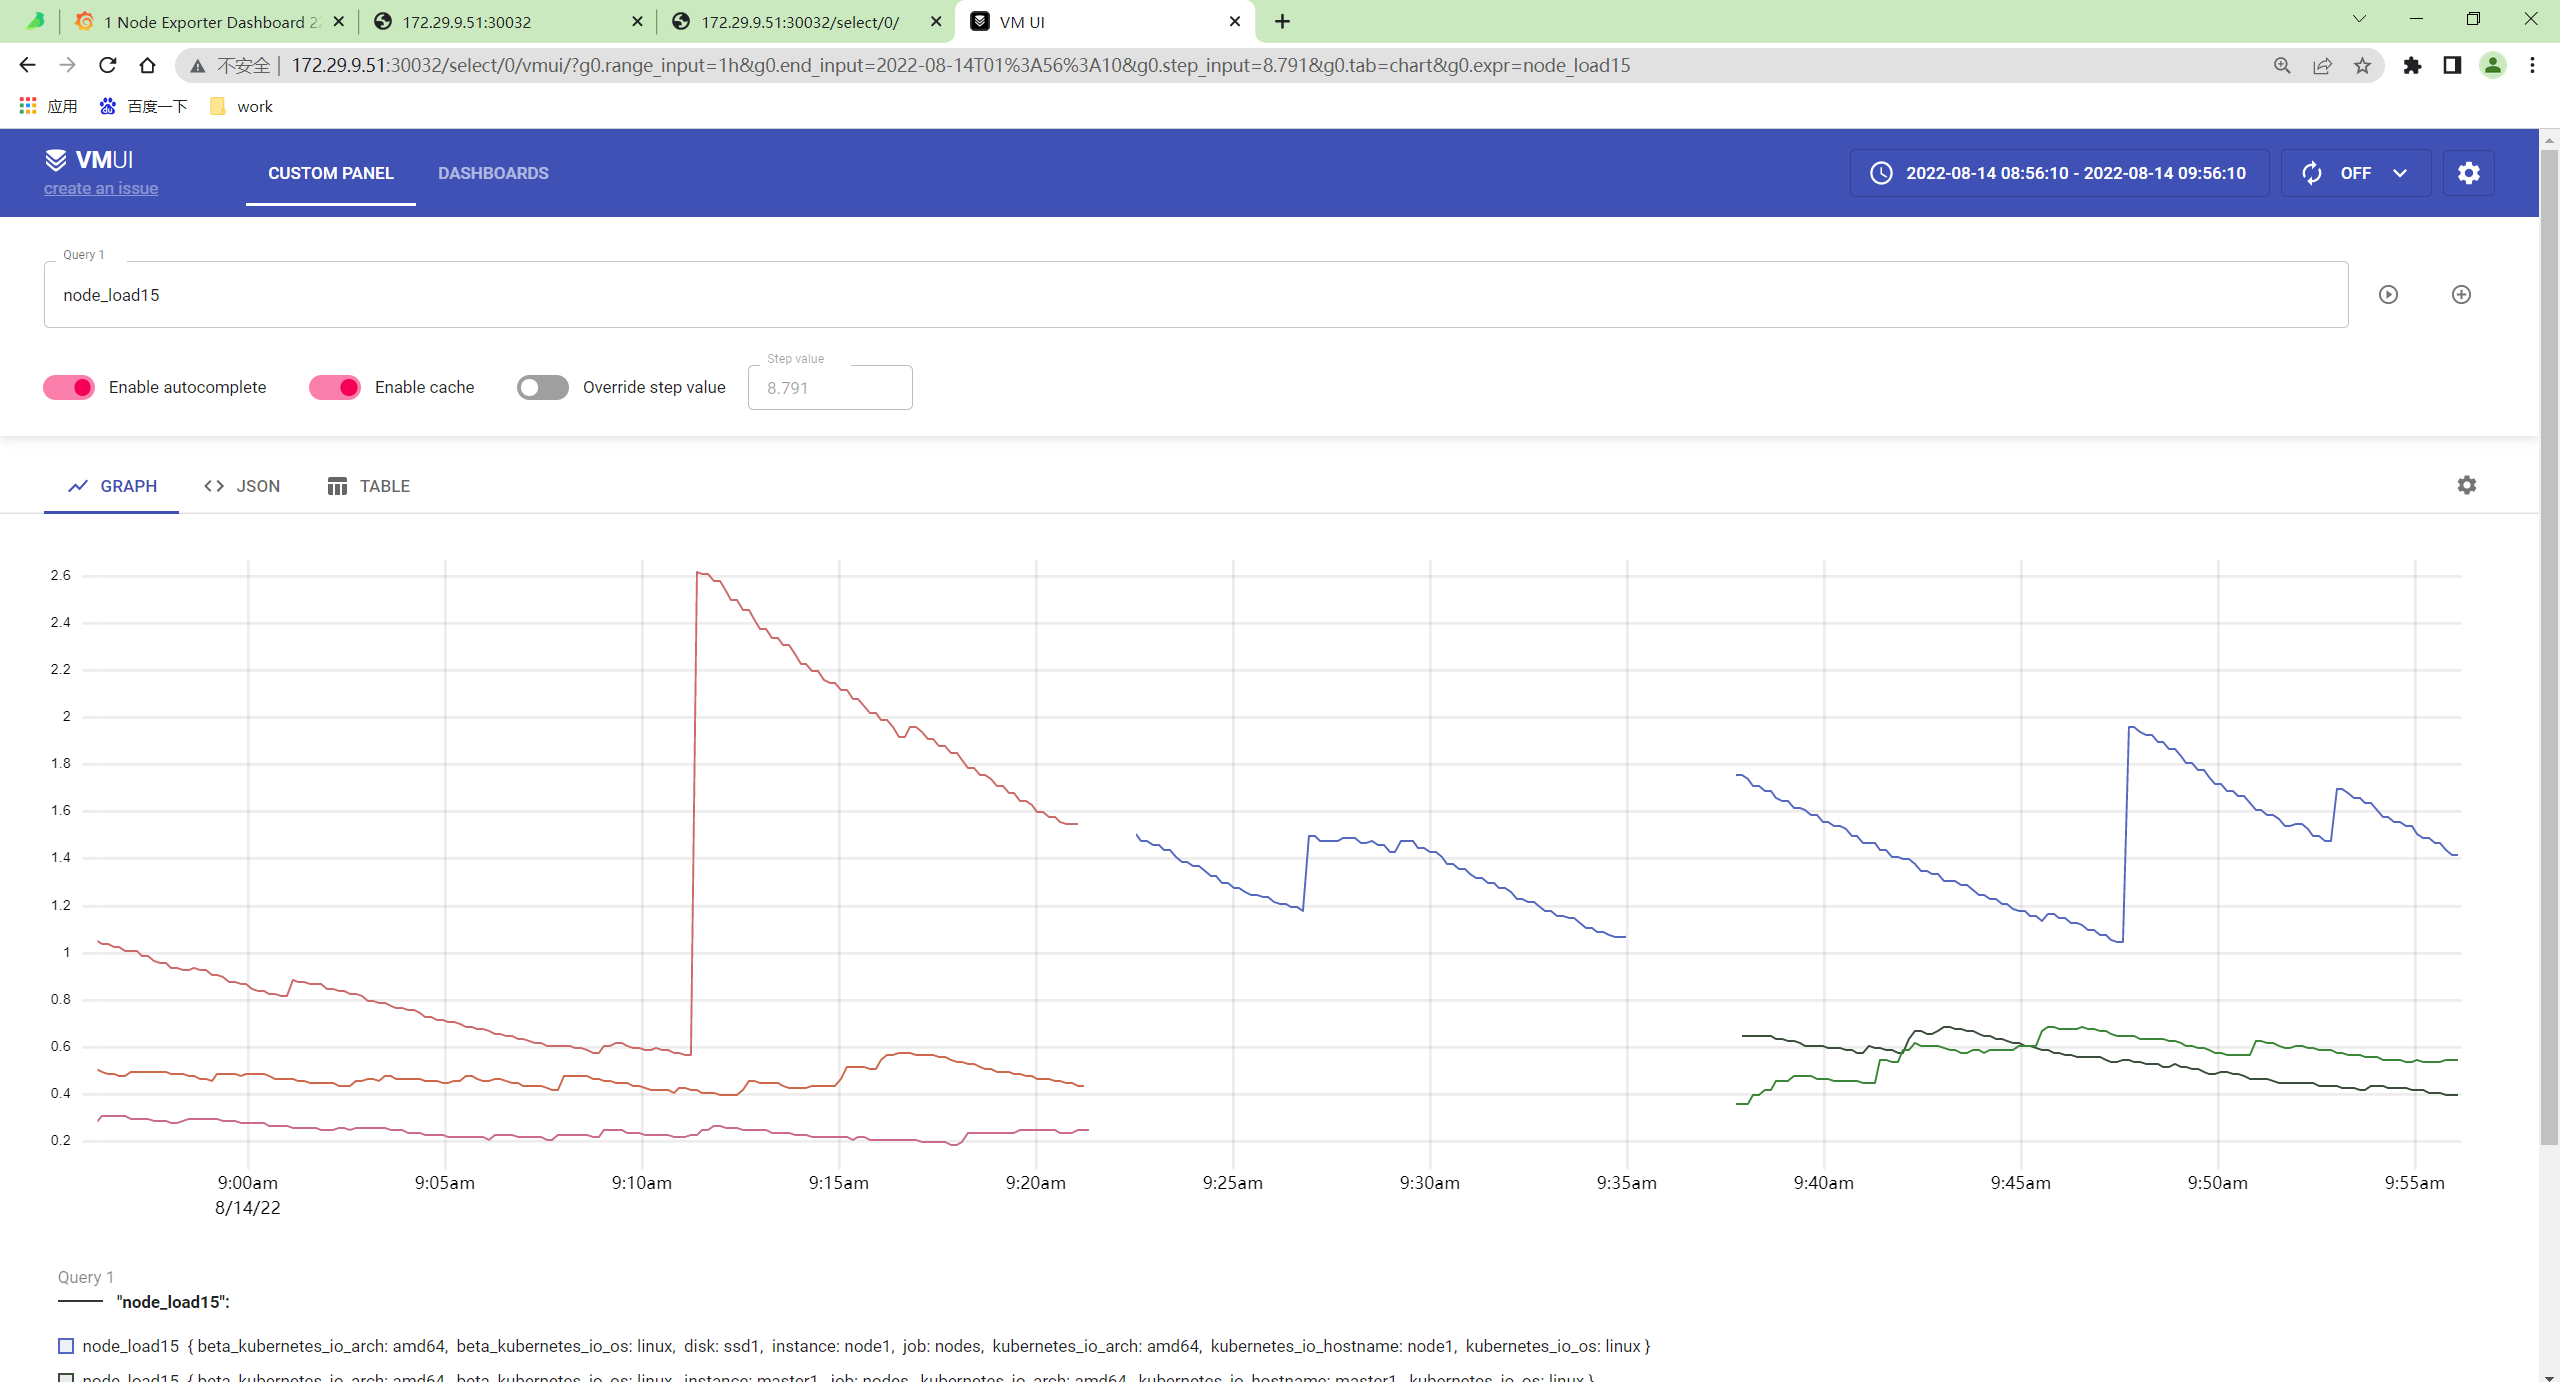 1 Node Exporter Dashboard 22
172.29.9.51:30032
172.29.9.51:30032/select/0/
VM UI
不安全
172.29.9.51:30032/select/0/vmui/?g0.range_input=1h&g0.end_input=2022-08-14T01%3A56%3A10&g0.step_input=8.791&g0.tab=chart&g0.expr=node_load15
应用
百度一下
work
VMUI
create an issue
CUSTOM PANEL
DASHBOARDS
2022-08-14 08:56:10 - 2022-08-14 09:56:10
OFF
Query 1
node_load15
Enable autocomplete
Enable cache
Override step value
Step value
8.791
GRAPH
JSON
TABLE
2.6
2.4
2.2
2
1.8
1.6
1.4
1.2
1
0.8
0.6
0.4
0.2
9:00am
9:05am
9:10am
9:15am
9:20am
9:25am
9:30am
9:35am
9:40am
9:45am
9:50am
9:55am
8/14/22
Query 1
"node_load15":
node_load15 { beta_kubernetes_io_arch: amd64, beta_kubernetes_io_os: linux, disk: ssd1, instance: node1, job: nodes, kubernetes_io_arch: amd64, kubernetes_io_hostname: node1, kubernetes_io_os: linux }
node_load15 { beta_kubernetes_io_arch: amd64, beta_kubernetes_io_os: linux, instance: master1, job: nodes, kubernetes_io_arch: amd64, kubernetes_io_hostname: master1, kubernetes_io_os: linux }